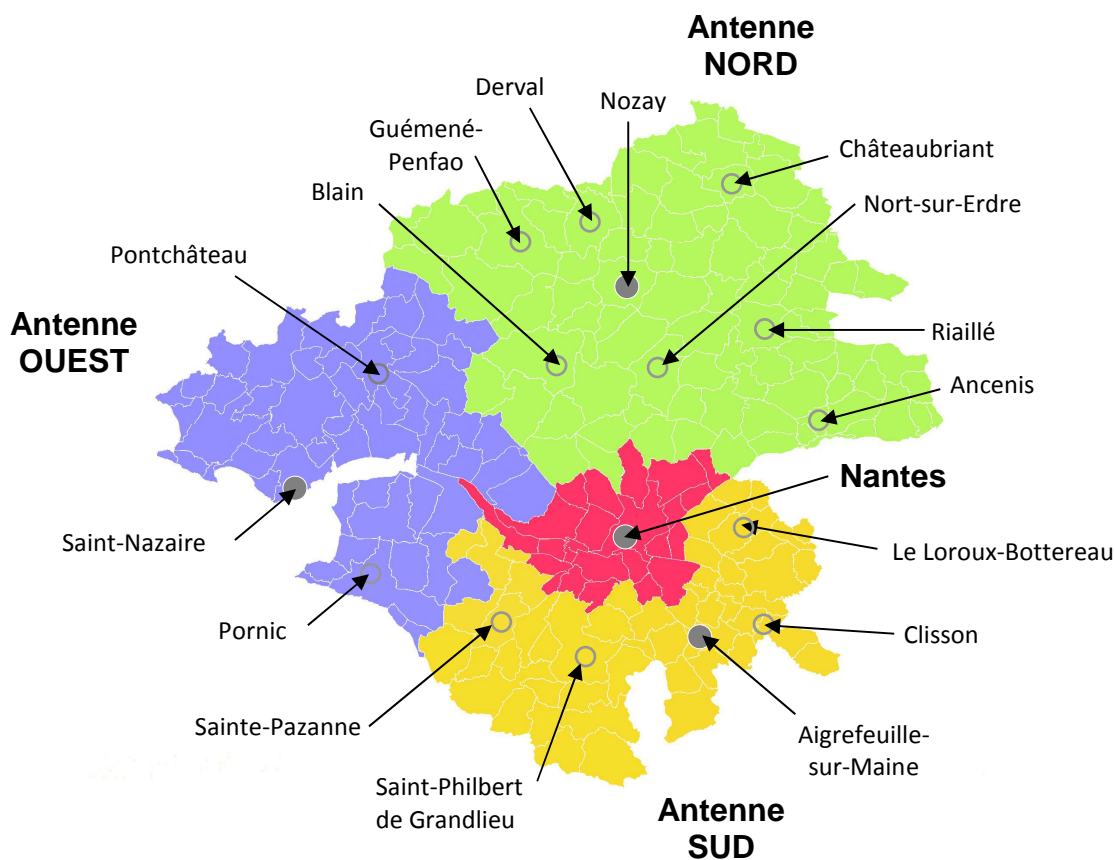 Antenne
NORD
Derval
Nozay
Guémené-
Penfao
Châteaubriant
Blain
Nort-sur-Erdre
Pontchâteau
Antenne
OUEST
Riaillé
Ancenis
Nantes
Saint-Nazaire
Le Loroux-Bottereau
Pornic
Clisson
Sainte-Pazanne
Aigrefeuille-
sur-Maine
Saint-Philbert
de Grandlieu
Antenne
SUD